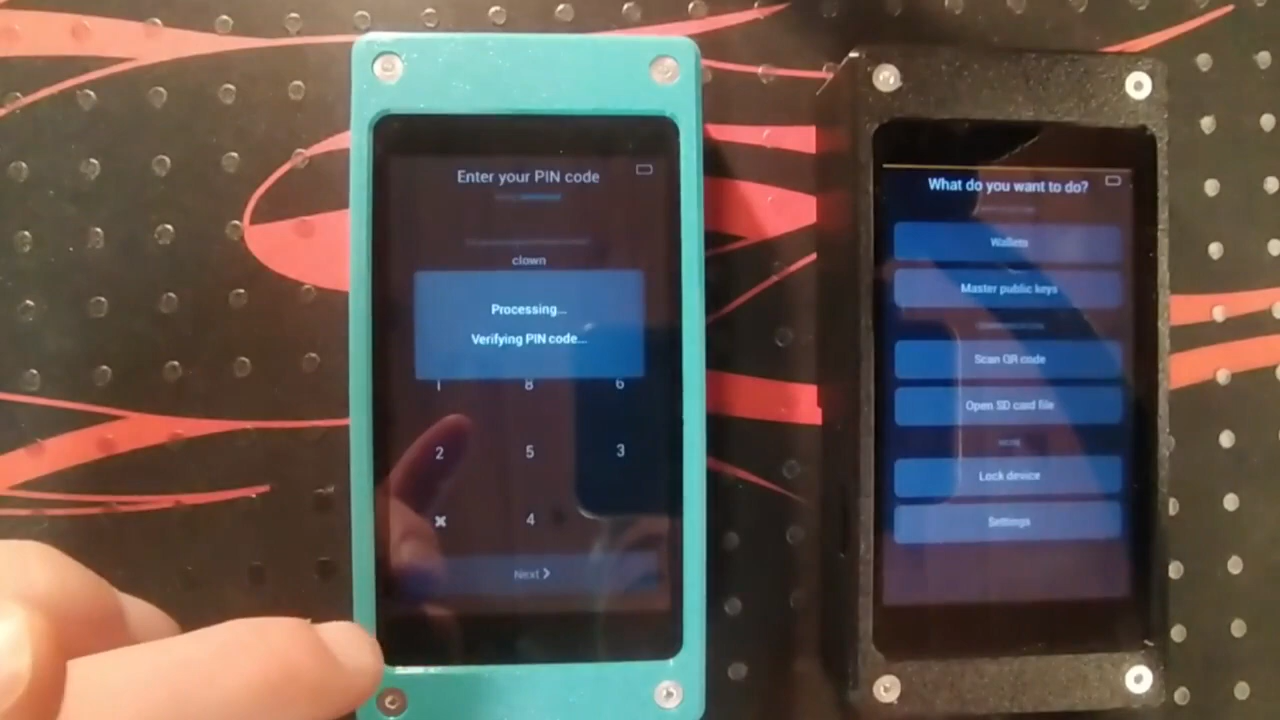 Enter your PIN code
clown
Processing...
Verifying PIN code...
1 8 6
2 5 3
4
Next
What do you want to do?
Wallets
Master public keys
Scan QR code
Open SD card file
MORE
Lock device
Settings